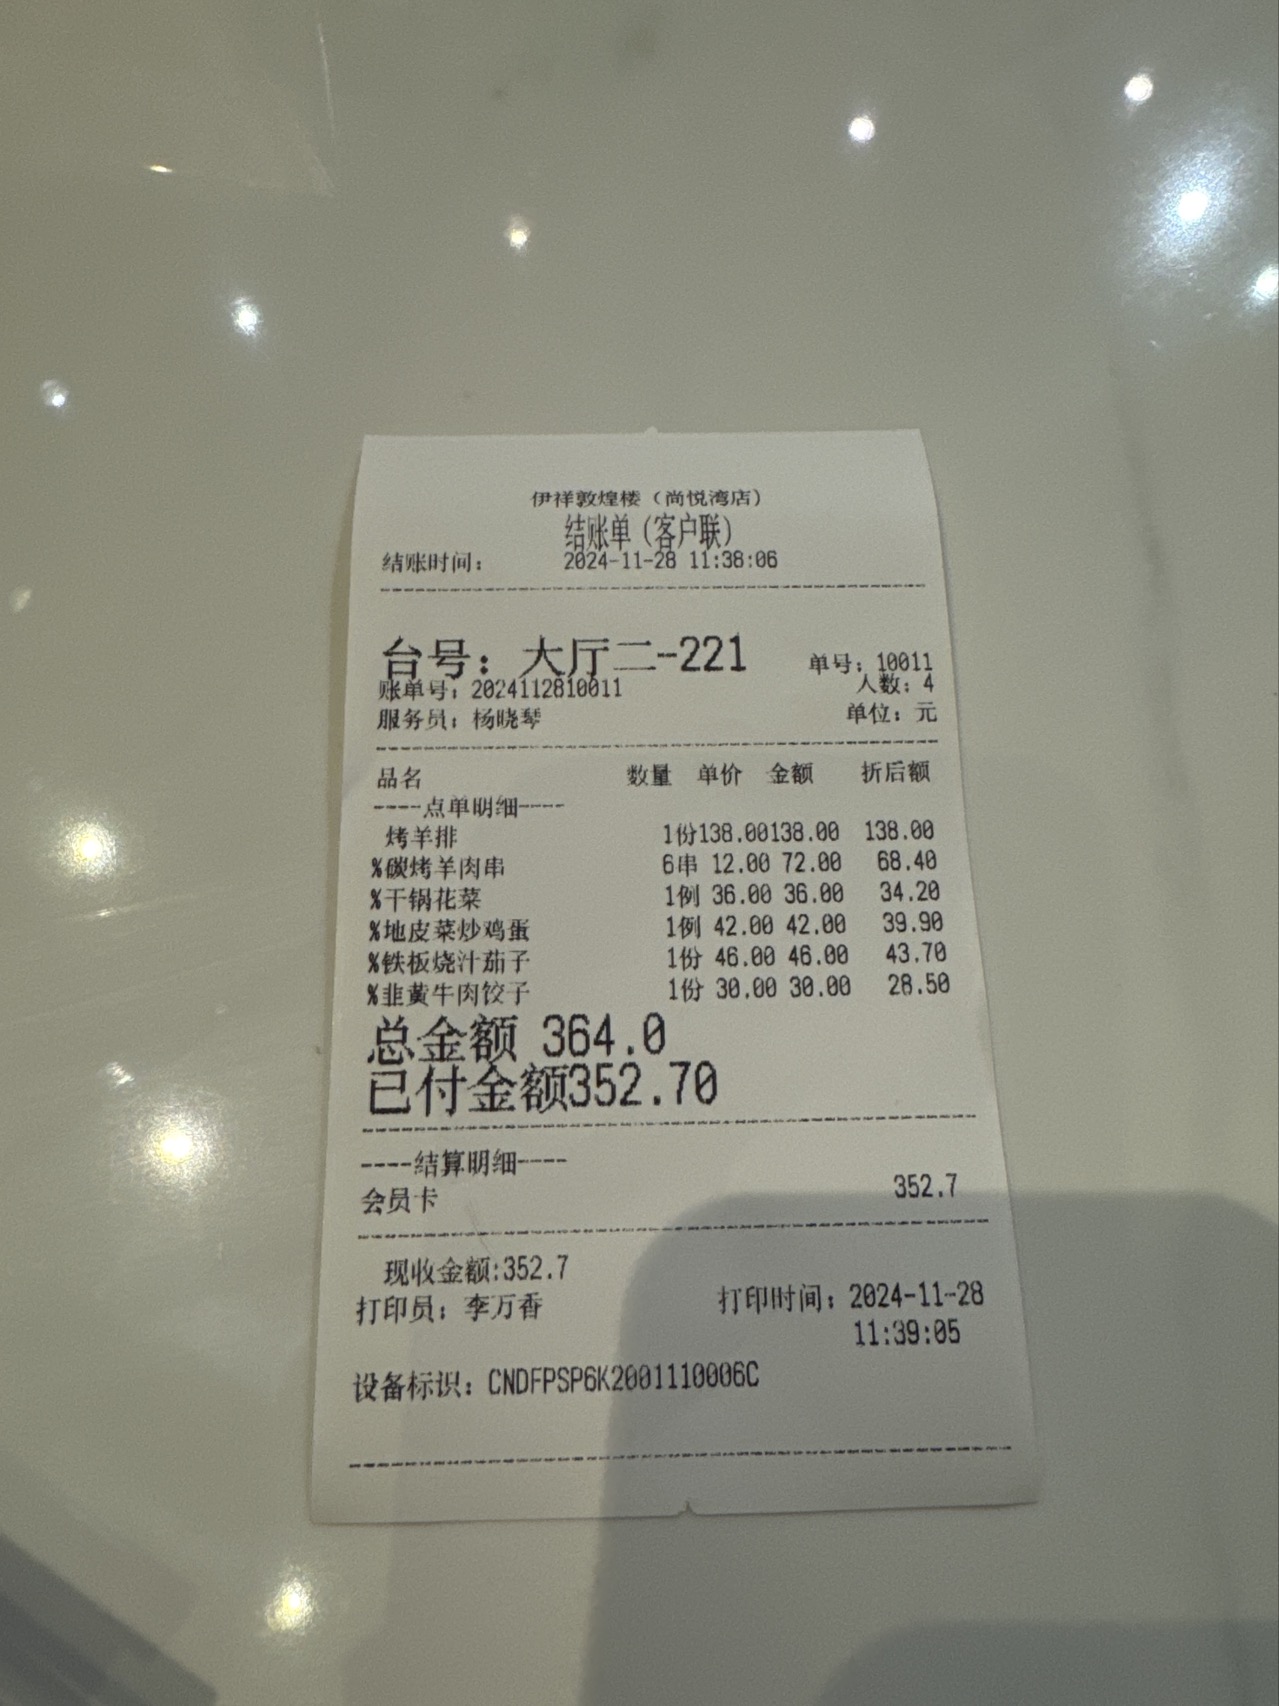 伊祥敦煌楼（尚悦湾店）
结账单（客户联）
结账时间： 2024-11-28 11:38:06
台号：大厅二-221 单号：10011
账单号：2024112810011 人数：4
服务员：杨晓琴 单位：元
品名 数量 单价 金额 折后额
----点单明细----
烤羊排 1份138.00138.00 138.00
%碳烤羊肉串 6串 12.00 72.00 68.40
%干锅花菜 1例 36.00 36.00 34.20
%地皮菜炒鸡蛋 1例 42.00 42.00 39.90
%铁板烧汁茄子 1份 46.00 46.00 43.70
%韭黄牛肉饺子 1份 30.00 30.00 28.50
总金额 364.0
已付金额352.70
----结算明细----
会员卡 352.7
现收金额:352.7
打印员：李万香 打印时间：2024-11-28
11:39:05
设备标识：CNDFPSP6K2001110006C